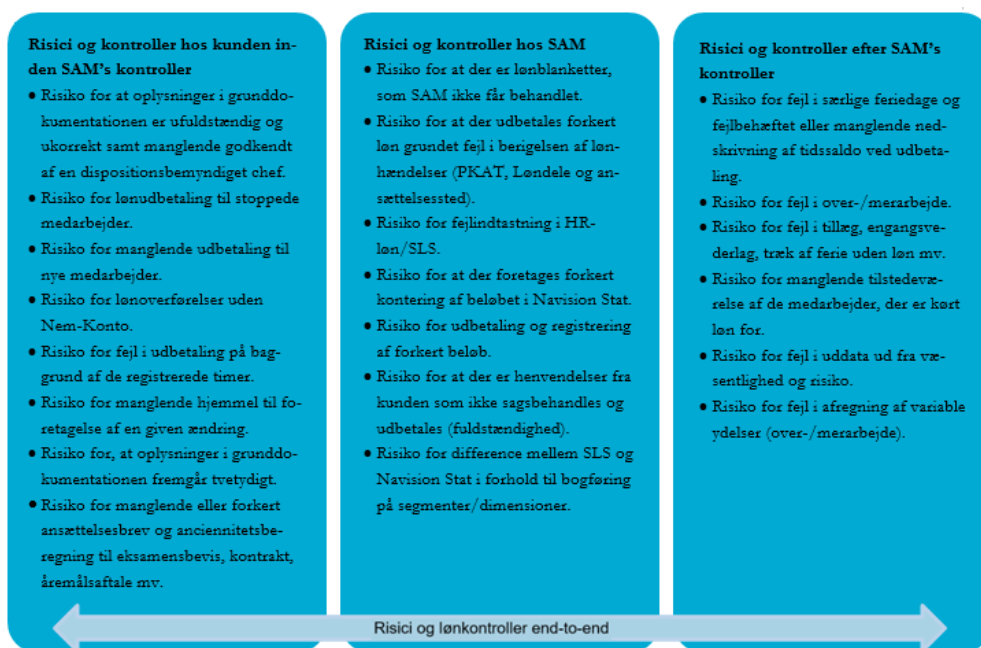 Risici og kontroller hos kunden in-
den SAM's kontroller
• Risiko for at oplysninger i grunddo-
kumentationen er ufuldstændig og
ukorrekt samt manglende godkendt
af en dispositionsbemyndiget chef.
• Risiko for lønudbetaling til stoppede
medarbejder.
• Risiko for manglende udbetaling til
nye medarbejder.
• Risiko for lønoverførelser uden
Nem-Konto.
• Risiko for fejl i udbetaling på bag-
grund af de registrerede timer.
• Risiko for manglende hjemmel til fo-
retagelse af en given ændring.
• Risiko for, at oplysninger i grunddo-
kumentationen fremgår tvetydigt.
• Risiko for manglende eller forkert
ansættelsesbrev og anciennitetsbe-
regning til eksamensbevis, kontrakt,
åremålsaftale mv.
Risici og kontroller hos SAM
• Risiko for at der er lønblanketter,
som SAM ikke får behandlet.
• Risiko for at der udbetales forkert
løn grundet fejl i berigelsen af løn-
hændelser (PKAT, Løndele og an-
sættelsessted).
• Risiko for fejlindtastning i HR-
løn/SLS.
• Risiko for at der foretages forkert
kontering af beløbet i Navision Stat.
• Risiko for udbetaling og registrering
af forkert beløb.
• Risiko for at der er henvendelser fra
kunden som ikke sagsbehandles og
udbetales (fuldstændighed).
• Risiko for difference mellem SLS og
Navision Stat i forhold til bogføring
på segmenter/dimensioner.
Risici og kontroller efter SAM's
kontroller
• Risiko for fejl i særlige feriedage og
fejlbehæftet eller manglende ned-
skrivning af tidssaldo ved udbeta-
ling.
• Risiko for fejl i over-/merarbejde.
• Risiko for fejl i tillæg, engangsve-
derlag, træk af ferie uden løn mv.
• Risiko for manglende tilstedevæ-
relse af de medarbejder, der er kørt
løn for.
• Risiko for fejl i uddata ud fra væ-
sentlighed og risiko.
• Risiko for fejl i afregning af variable
ydelser (over-/merarbejde).
Risici og lønkontroller end-to-end